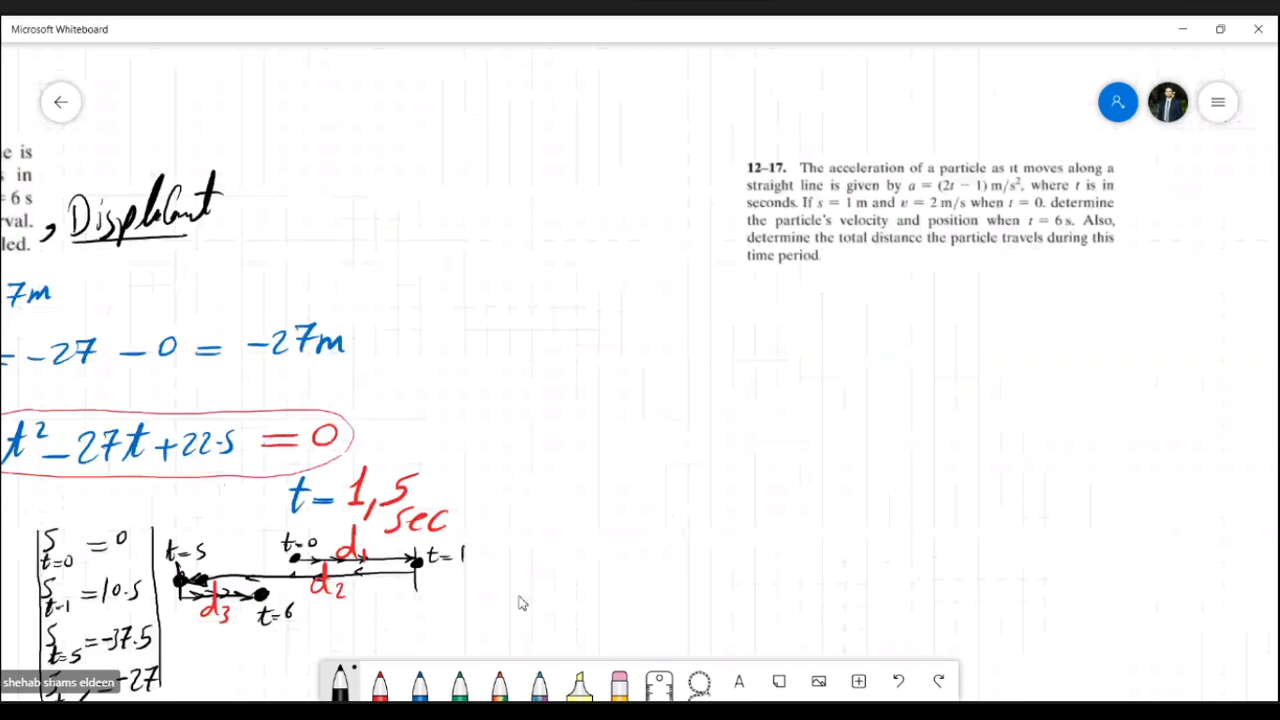 Microsoft Whiteboard
e is
s in
= 6 s
rval.
led.
, Displa
7m
= -27 - 0 = -27m
t² - 27t + 22.5 = 0
t = 1, 5
sec
S t=0 = 0
S t=1 = 10.5
S t=5 = -37.5
= -27
t=5
t=0
d1
t=1
d2
d3
t=6
12–17. The acceleration of a particle as it moves along a
straight line is given by a = (2t − 1) m/s², where t is in
seconds. If s = 1 m and v = 2 m/s when t = 0. determine
the particle's velocity and position when t = 6 s. Also,
determine the total distance the particle travels during this
time period.
shehab shams eldeen